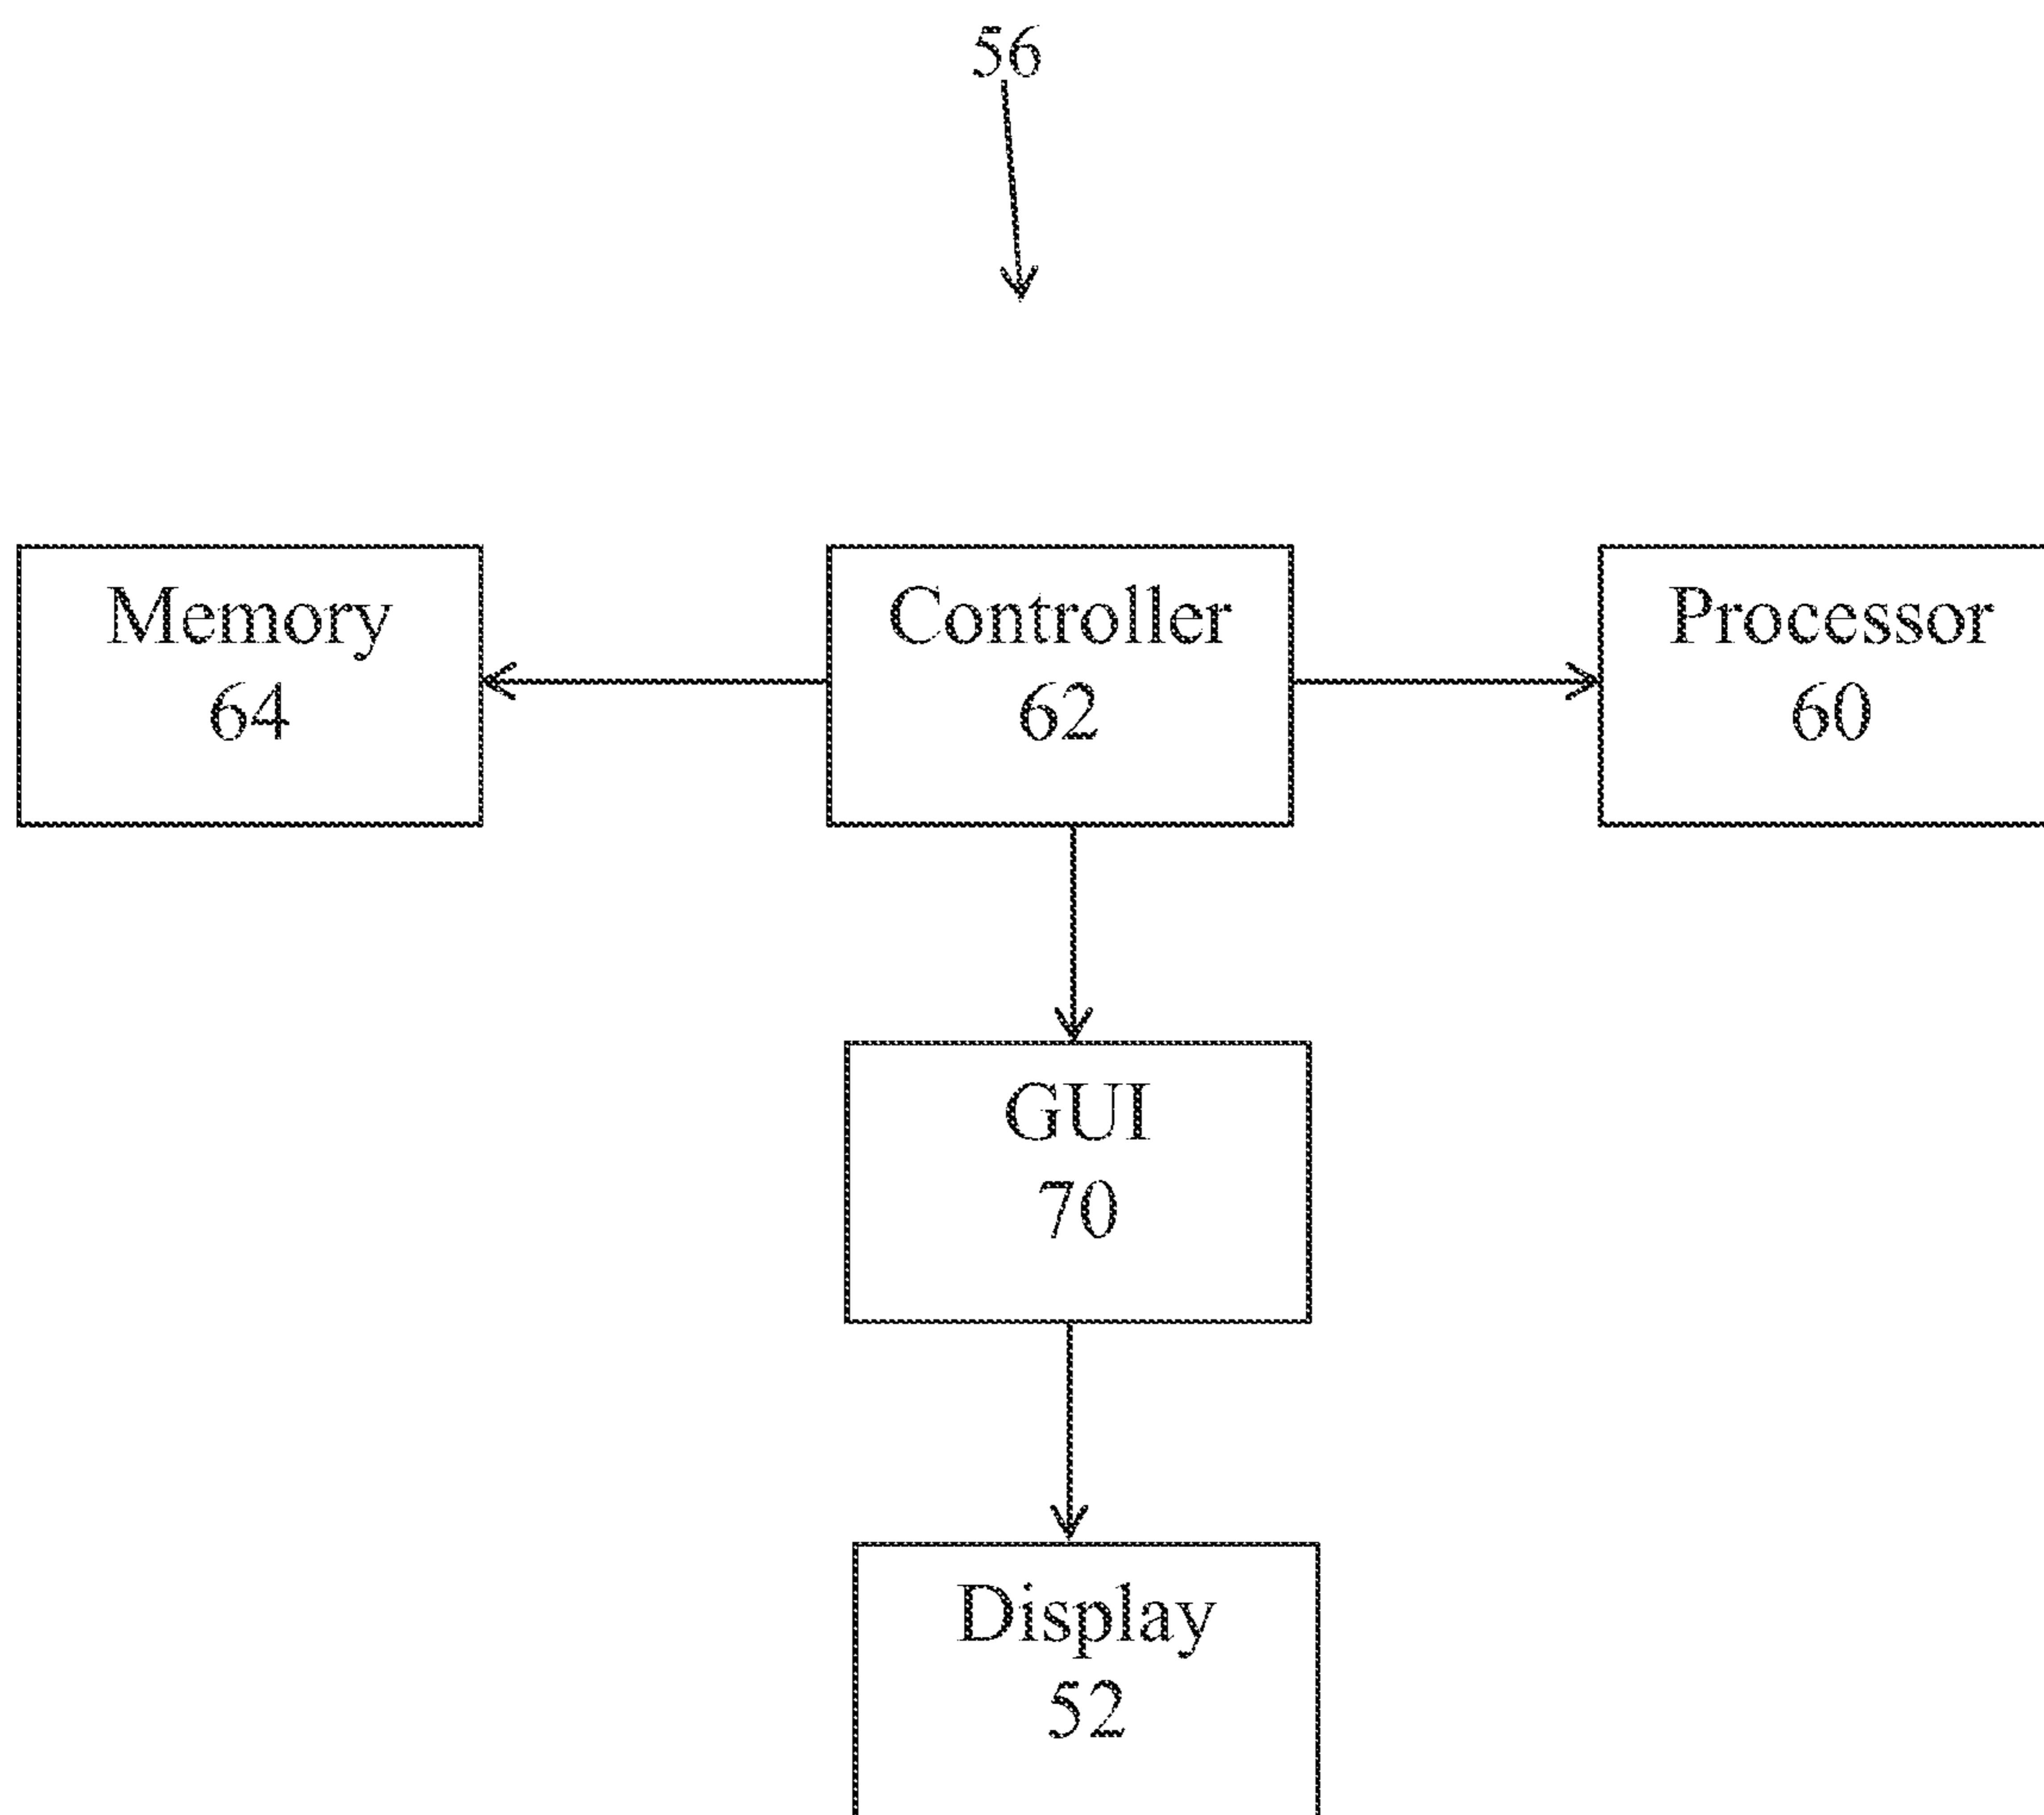 56
Memory
64
Controller
62
Processor
60
GUI
70
Display
52